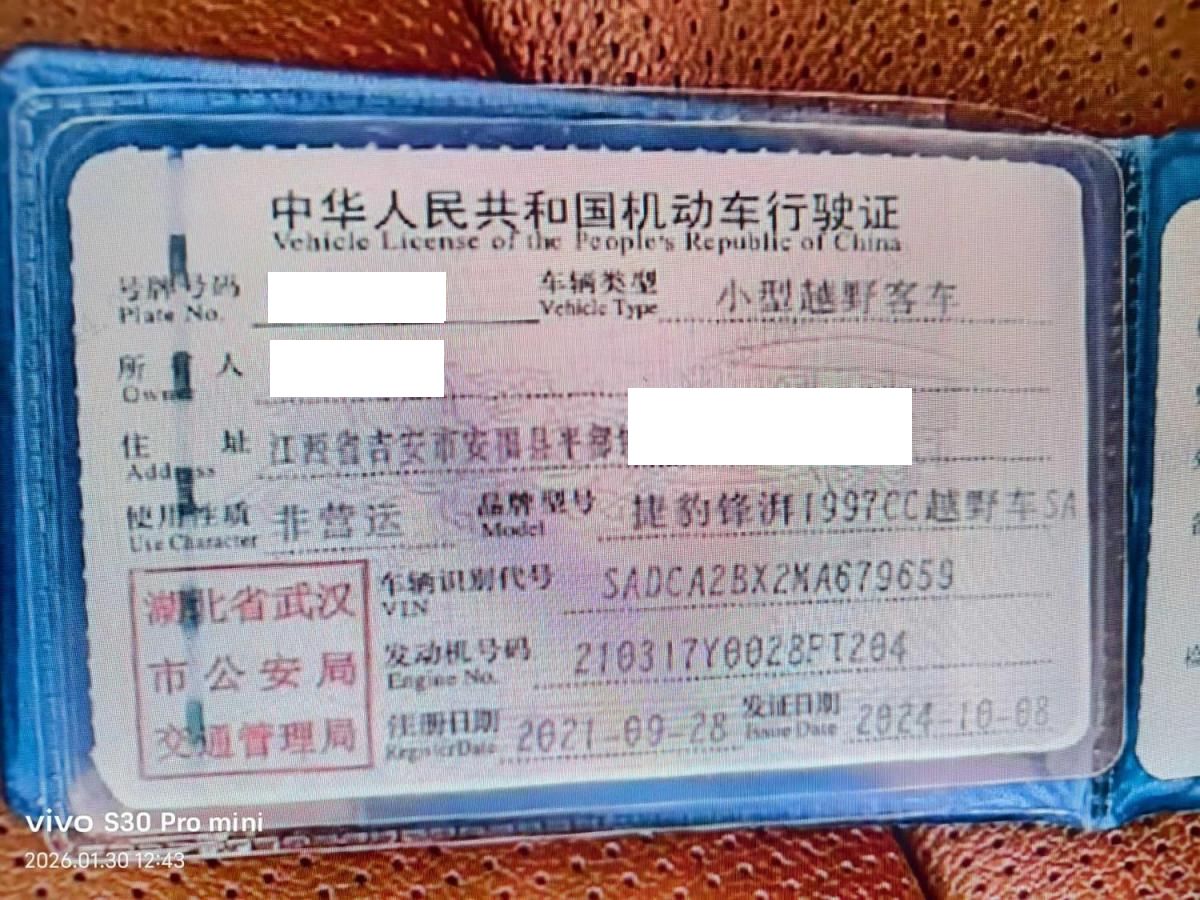 中华人民共和国机动车行驶证
Vehicle License of the People's Republic of China
号牌号码
Plate No.
车辆类型 小型越野客车
Vehicle Type
所 人
Owner
住 址 江西省吉安市安福县平
Address
使用性质 非营运
Use Character
品牌型号 捷豹锋湃1997CC越野车SA
Model
湖北省武汉
市公安局
交通管理局
车辆识别代号 SADCA2BX2MA679659
VIN
发动机号码 210317Y0028PT204
Engine No.
注册日期 2021-09-28
Register Date
发证日期 2024-10-08
Issue Date
vivo S30 Pro mini
2026.01.30 12:43